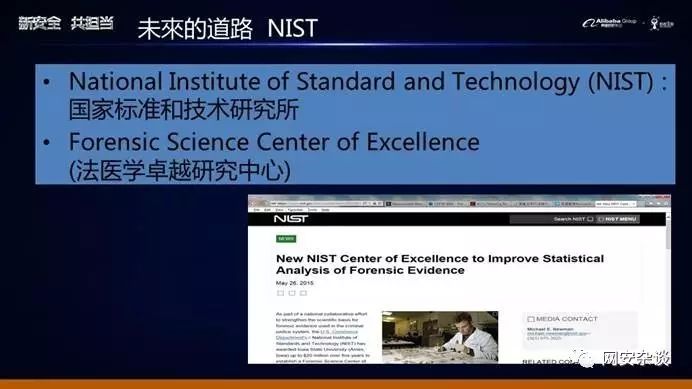 新安全 共担当
未來的道路 NIST
Alibaba Group
• National Institute of Standard and Technology (NIST) :
国家标准和技术研究所
• Forensic Science Center of Excellence
(法医学卓越研究中心)
NIST
Search NIST
NIST MENU
NEWS
New NIST Center of Excellence to Improve Statistical
Analysis of Forensic Evidence
May 26, 2015
As part of a national collaborative effort
to strengthen the scientific basis for
forensic evidence used in the criminal
justice system, the U.S. Commerce
Department's National Institute of
Standards and Technology (NIST) has
awarded Iowa State University (Ames,
Iowa) up to $20 million over five years to
establish a Forensic Science Center of
MEDIA CONTACT
Michael E. Newman
(301) 975-3025
RELATED
网安杂谈